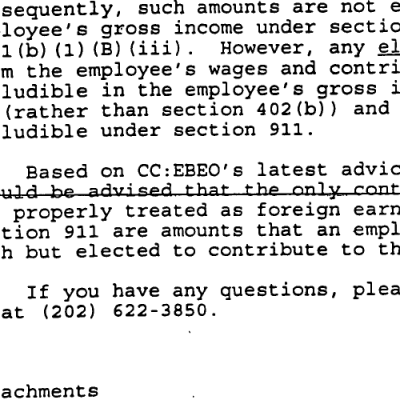 sequently, such amounts are not e
loyee's gross income under sectio
1(b)(1)(B)(iii). However, any el
m the employee's wages and contri
ludible in the employee's gross i
(rather than section 402(b)) and
ludible under section 911.
Based on CC:EBEO's latest advic
uld be advised that the only cont
properly treated as foreign earn
tion 911 are amounts that an empl
h but elected to contribute to th
If you have any questions, plea
at (202) 622-3850.
achments